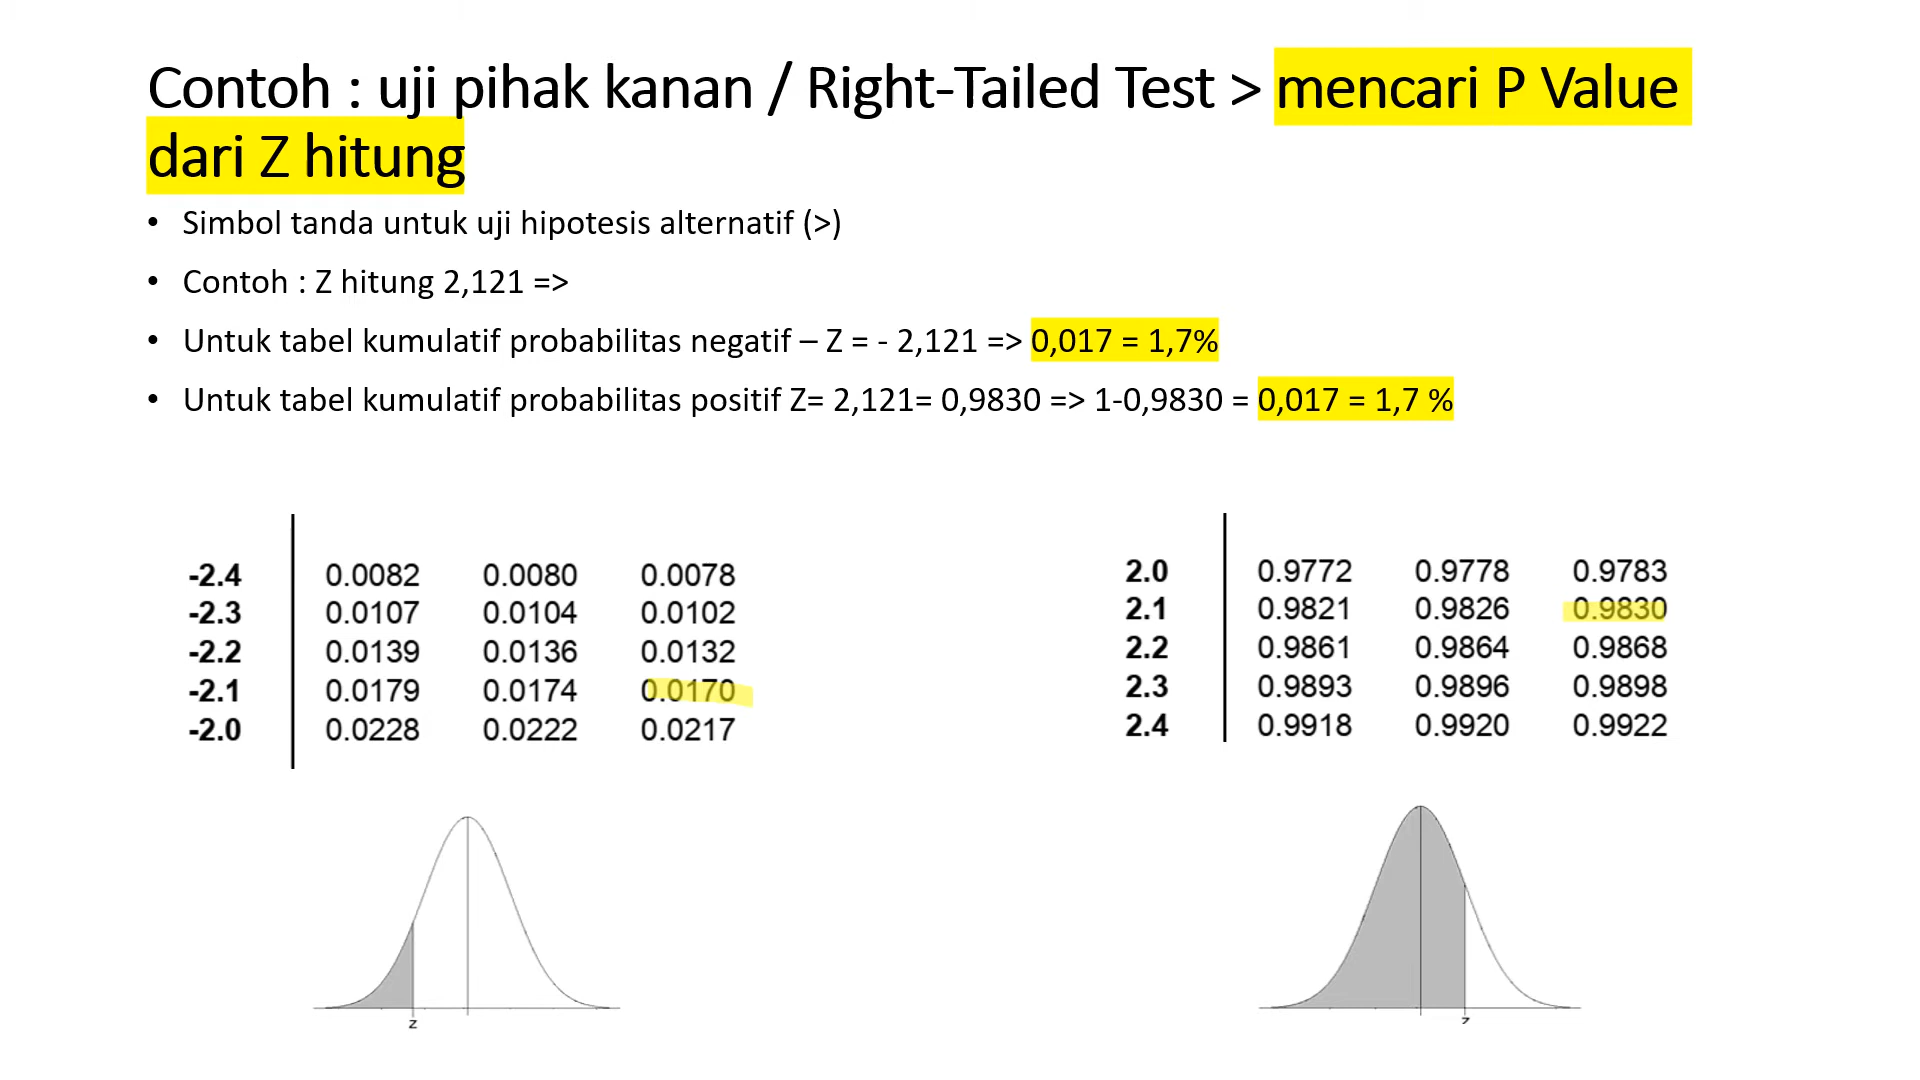 Contoh : uji pihak kanan / Right-Tailed Test > mencari P Value
dari Z hitung
• Simbol tanda untuk uji hipotesis alternatif (>)
• Contoh : Z hitung 2,121 =>
• Untuk tabel kumulatif probabilitas negatif – Z = - 2,121 => 0,017 = 1,7%
• Untuk tabel kumulatif probabilitas positif Z= 2,121= 0,9830 => 1-0,9830 = 0,017 = 1,7 %
-2.4 0.0082 0.0080 0.0078
-2.3 0.0107 0.0104 0.0102
-2.2 0.0139 0.0136 0.0132
-2.1 0.0179 0.0174 0.0170
-2.0 0.0228 0.0222 0.0217
2.0 0.9772 0.9778 0.9783
2.1 0.9821 0.9826 0.9830
2.2 0.9861 0.9864 0.9868
2.3 0.9893 0.9896 0.9898
2.4 0.9918 0.9920 0.9922
z
z